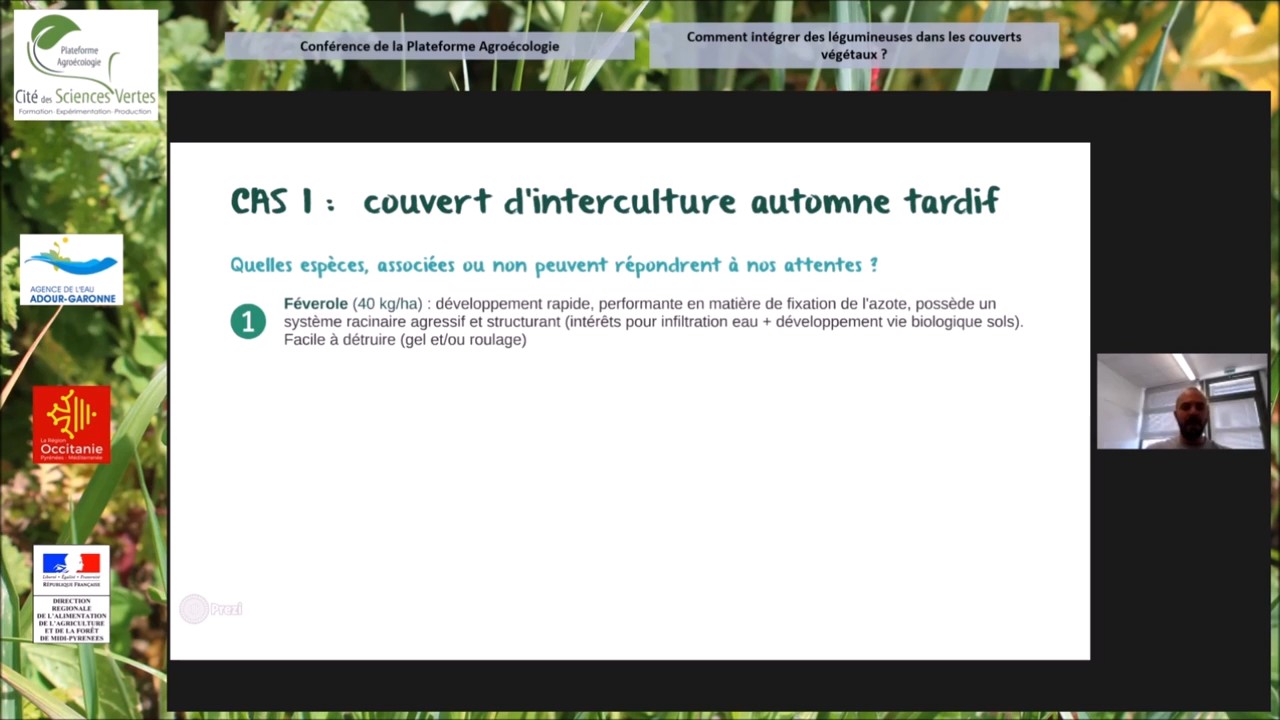 Plateforme
Agroécologie
Cité des Sciences Vertes
Formation-Expérimentation-Production
Conférence de la Plateforme Agroécologie
Comment intégrer des légumineuses dans les couverts
végétaux ?
CAS 1 : couvert d'interculture automne tardif
Quelles espèces, associées ou non peuvent répondrent à nos attentes ?
1
Féverole (40 kg/ha) : développement rapide, performante en matière de fixation de l'azote, possède un
système racinaire agressif et structurant (intérêts pour infiltration eau + développement vie biologique sols).
Facile à détruire (gel et/ou roulage)
AGENCE DE L'EAU
ADOUR-GARONNE
La Région
Occitanie
Pyrénées - Méditerranée
Liberté • Égalité • Fraternité
RÉPUBLIQUE FRANÇAISE
DIRECTION
REGIONALE
DE L'ALIMENTATION
DE L'AGRICULTURE
ET DE LA FORÊT
DE MIDI-PYRENEES
Prezi